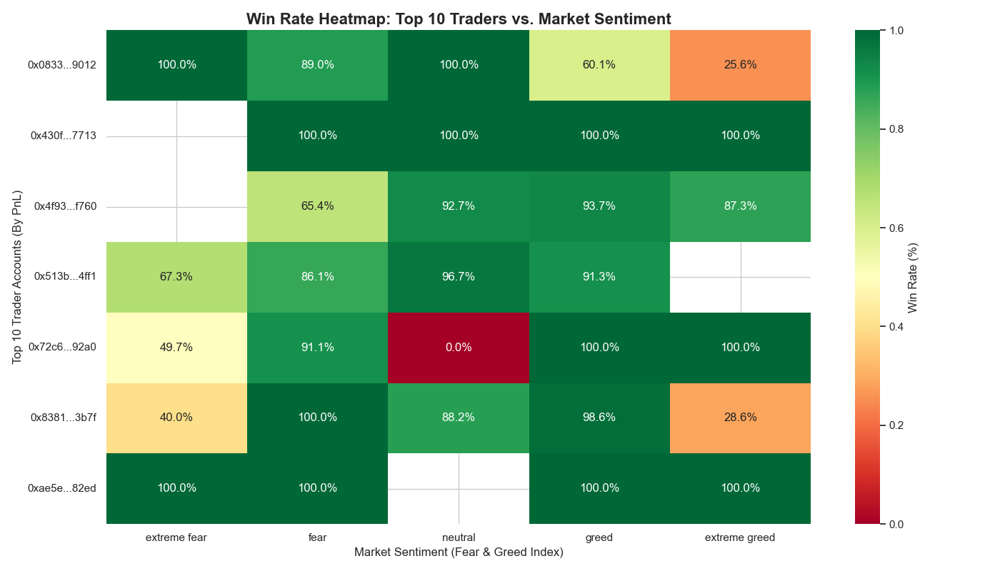 Win Rate Heatmap: Top 10 Traders vs. Market Sentiment
Top 10 Trader Accounts (By PnL)
0x0833...9012 100.0% 89.0% 100.0% 60.1% 25.6%
0x430f...7713 100.0% 100.0% 100.0% 100.0%
0x4f93...f760 65.4% 92.7% 93.7% 87.3%
0x513b...4ff1 67.3% 86.1% 96.7% 91.3%
0x72c6...92a0 49.7% 91.1% 0.0% 100.0% 100.0%
0x8381...3b7f 40.0% 100.0% 88.2% 98.6% 28.6%
0xae5e...82ed 100.0% 100.0% 100.0% 100.0%
extreme fear fear neutral greed extreme greed
Market Sentiment (Fear & Greed Index)
1.0
0.8
0.6
0.4
0.2
0.0
Win Rate (%)